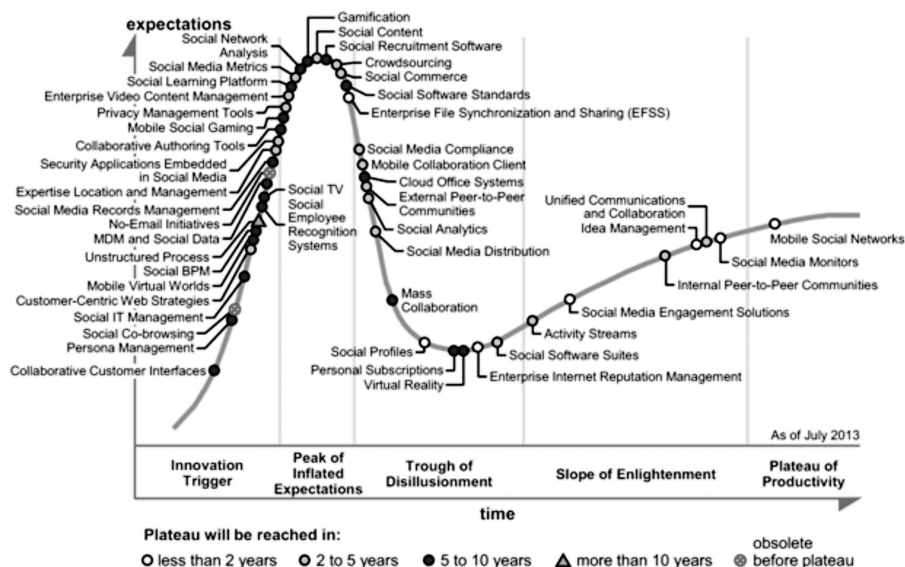 expectations
Gamification
Social Content
Social Recruitment Software
Crowdsourcing
Social Commerce
Social Software Standards
Enterprise File Synchronization and Sharing (EFSS)
Social Network
Analysis
Social Media Metrics
Social Learning Platform
Enterprise Video Content Management
Privacy Management Tools
Mobile Social Gaming
Collaborative Authoring Tools
Security Applications Embedded
in Social Media
Expertise Location and Management
Social Media Records Management
No-Email Initiatives
MDM and Social Data
Unstructured Process
Social BPM
Mobile Virtual Worlds
Customer-Centric Web Strategies
Social IT Management
Social Co-browsing
Persona Management
Collaborative Customer Interfaces
Social TV
Social
Employee
Recognition
Systems
Social Media Compliance
Mobile Collaboration Client
Cloud Office Systems
External Peer-to-Peer
Communities
Social Analytics
Social Media Distribution
Mass
Collaboration
Social Profiles
Personal Subscriptions
Virtual Reality
Enterprise Internet Reputation Management
Social Software Suites
Activity Streams
Social Media Engagement Solutions
Unified Communications
and Collaboration
Idea Management
Internal Peer-to-Peer Communities
Social Media Monitors
Mobile Social Networks
As of July 2013
Innovation
Trigger
Peak of
Inflated
Expectations
Trough of
Disillusionment
Slope of Enlightenment
Plateau of
Productivity
time
Plateau will be reached in:
less than 2 years
2 to 5 years
5 to 10 years
more than 10 years
obsolete
before plateau